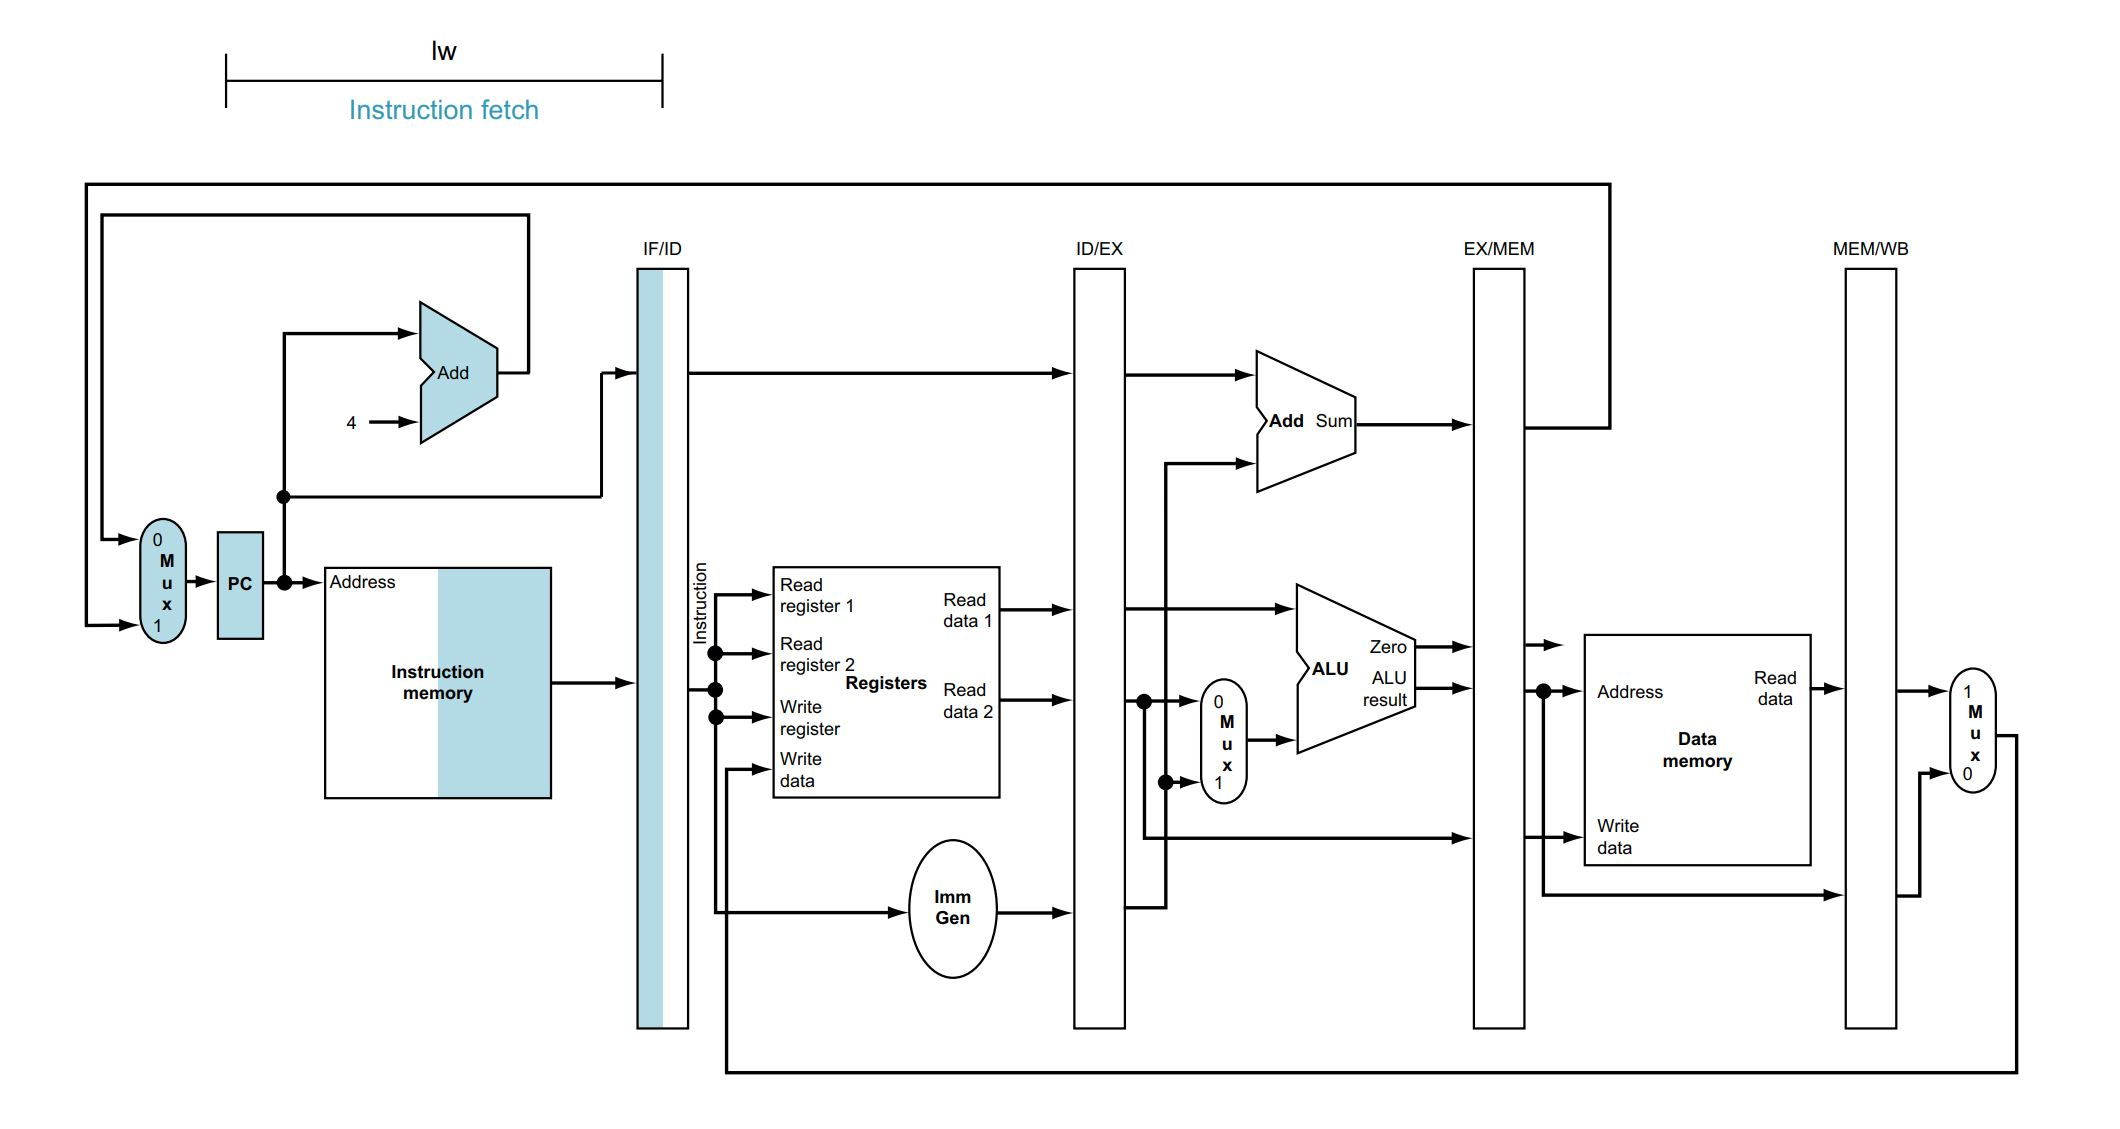 lw
Instruction fetch
IF/ID
ID/EX
EX/MEM
MEM/WB
Add
4
0
M
u
x
1
PC
Address
Instruction
memory
Instruction
Read
register 1
Read
register 2
Registers
Write
register
Write
data
Read
data 1
Read
data 2
Imm
Gen
Add Sum
0
M
u
x
1
Zero
ALU
ALU
result
Address
Read
data
Data
memory
Write
data
1
M
u
x
0